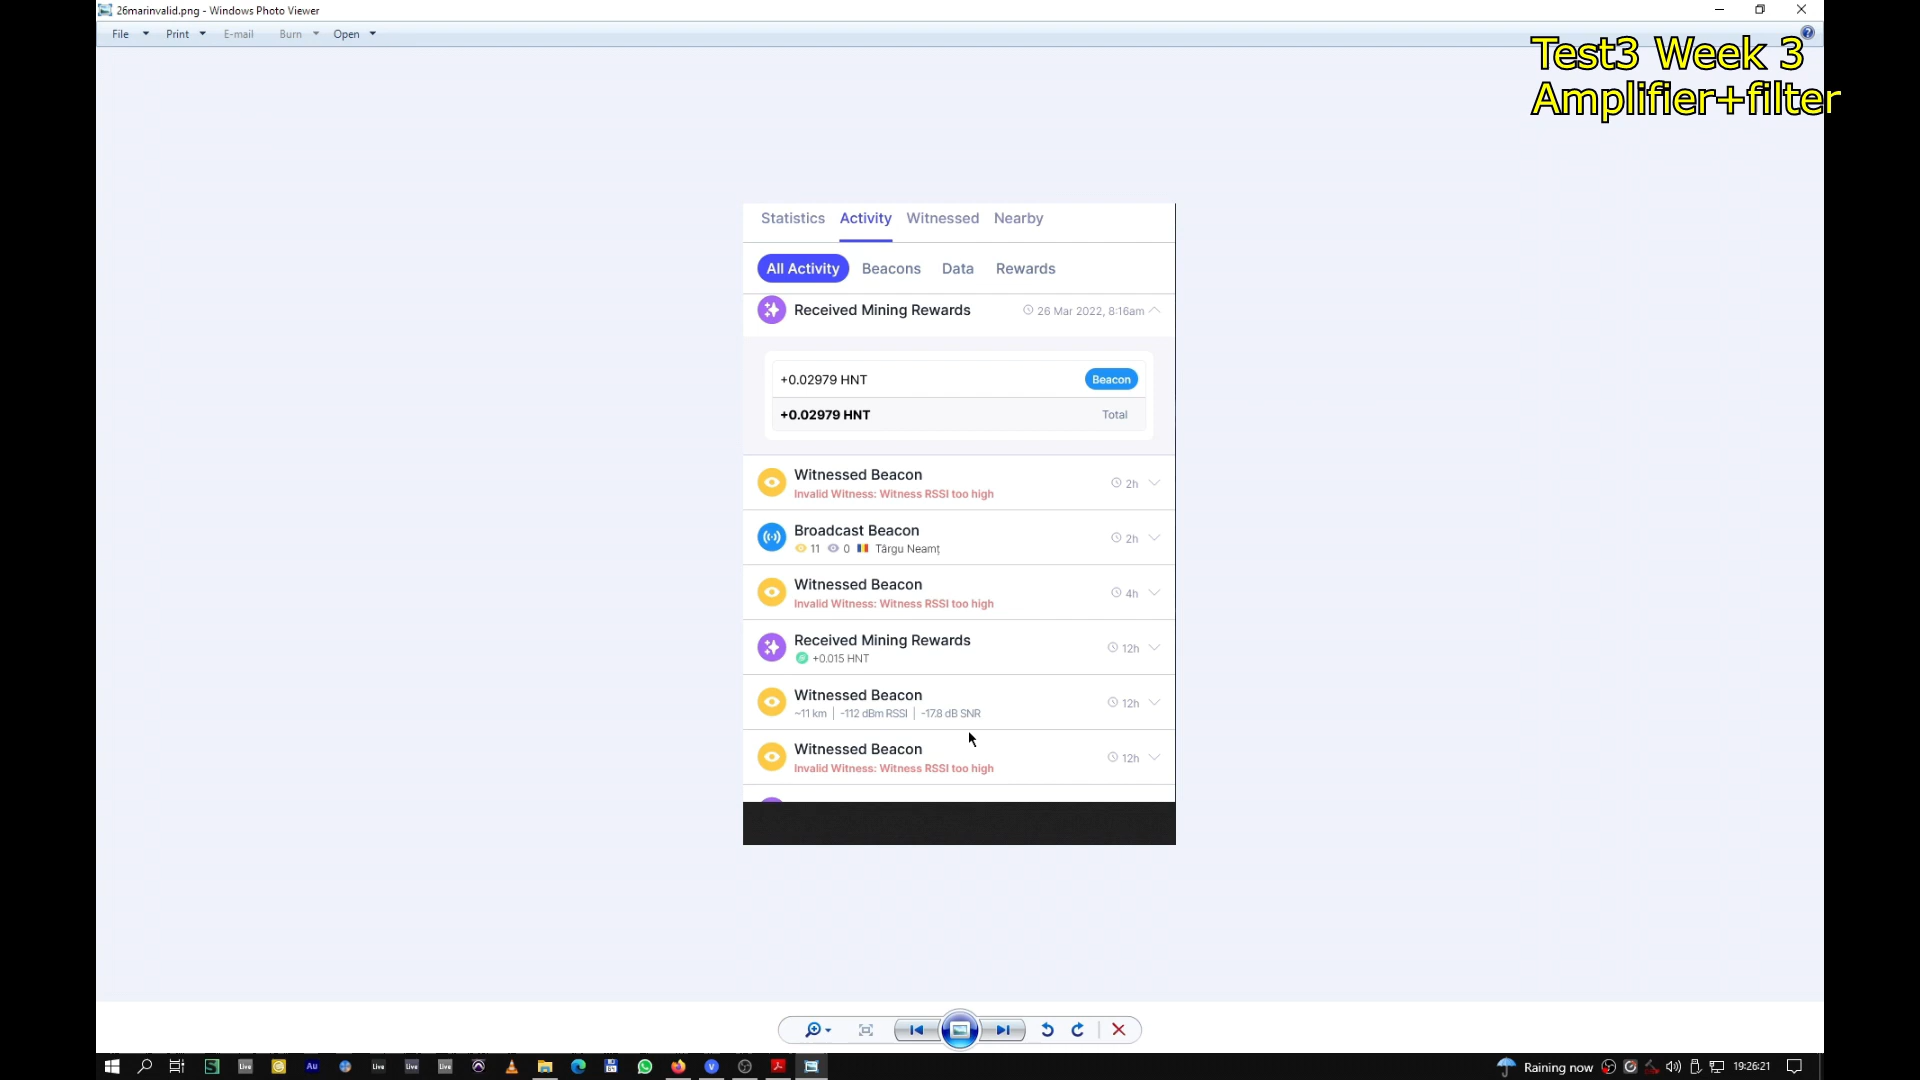 26marinvalid.png - Windows Photo Viewer
File Print E-mail Burn Open
Test3 Week 3
Amplifier+filter
Statistics Activity Witnessed Nearby
All Activity Beacons Data Rewards
Received Mining Rewards 26 Mar 2022, 8:16am
+0.02979 HNT Beacon
+0.02979 HNT Total
Witnessed Beacon
Invalid Witness: Witness RSSI too high 2h
Broadcast Beacon
11 0 Târgu Neamț 2h
Witnessed Beacon
Invalid Witness: Witness RSSI too high 4h
Received Mining Rewards
+0.015 HNT 12h
Witnessed Beacon
~11 km | -112 dBm RSSI | -17.8 dB SNR 12h
Witnessed Beacon
Invalid Witness: Witness RSSI too high 12h
Live Au Live Live Live Raining now 19:26:21